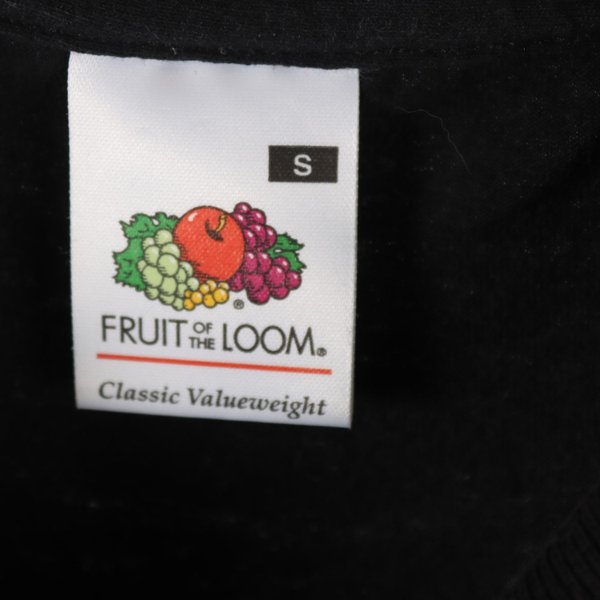 S
®
FRUIT OF THE LOOM®
Classic Valueweight